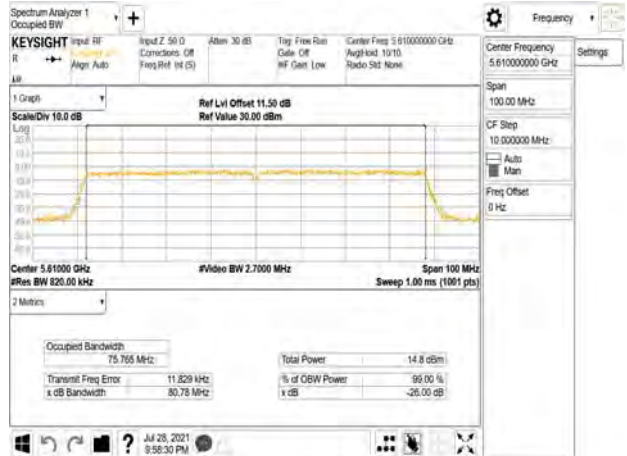 Spectrum Analyzer 1
Occupied BW
Frequency
KEYSIGHT
R
Input: RF
Align: Auto
Input Z: 50 Ω
Corrections: Off
Freq Ref: Int (S)
Atten: 30 dB
Trig: Free Run
Gate: Off
#IF Gain: Low
Center Freq: 5.610000000 GHz
Avg|Hold: 10/10
Radio Std: None
Center Frequency
5.610000000 GHz
Settings
Span
100.00 MHz
CF Step
10.000000 MHz
Auto
Man
Freq Offset
0 Hz
1 Graph
Scale/Div 10.0 dB
Ref Lvl Offset 11.50 dB
Ref Value 30.00 dBm
Log
Center 5.61000 GHz
#Video BW 2.7000 MHz
Span 100 MHz
#Res BW 820.00 kHz
Sweep 1.00 ms (1001 pts)
2 Metrics
Occupied Bandwidth
75.765 MHz
Total Power
14.8 dBm
Transmit Freq Error
11.829 kHz
% of OBW Power
99.00 %
x dB Bandwidth
80.78 MHz
x dB
-26.00 dB
?
Jul 28, 2021
9:58:30 PM